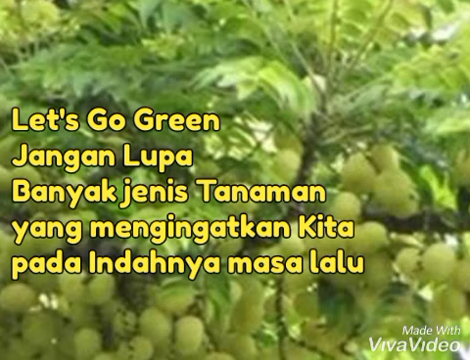 Let's Go Green
Jangan Lupa
Banyak jenis Tanaman
yang mengingatkan Kita
pada Indahnya masa lalu
Made With
VivaVideo